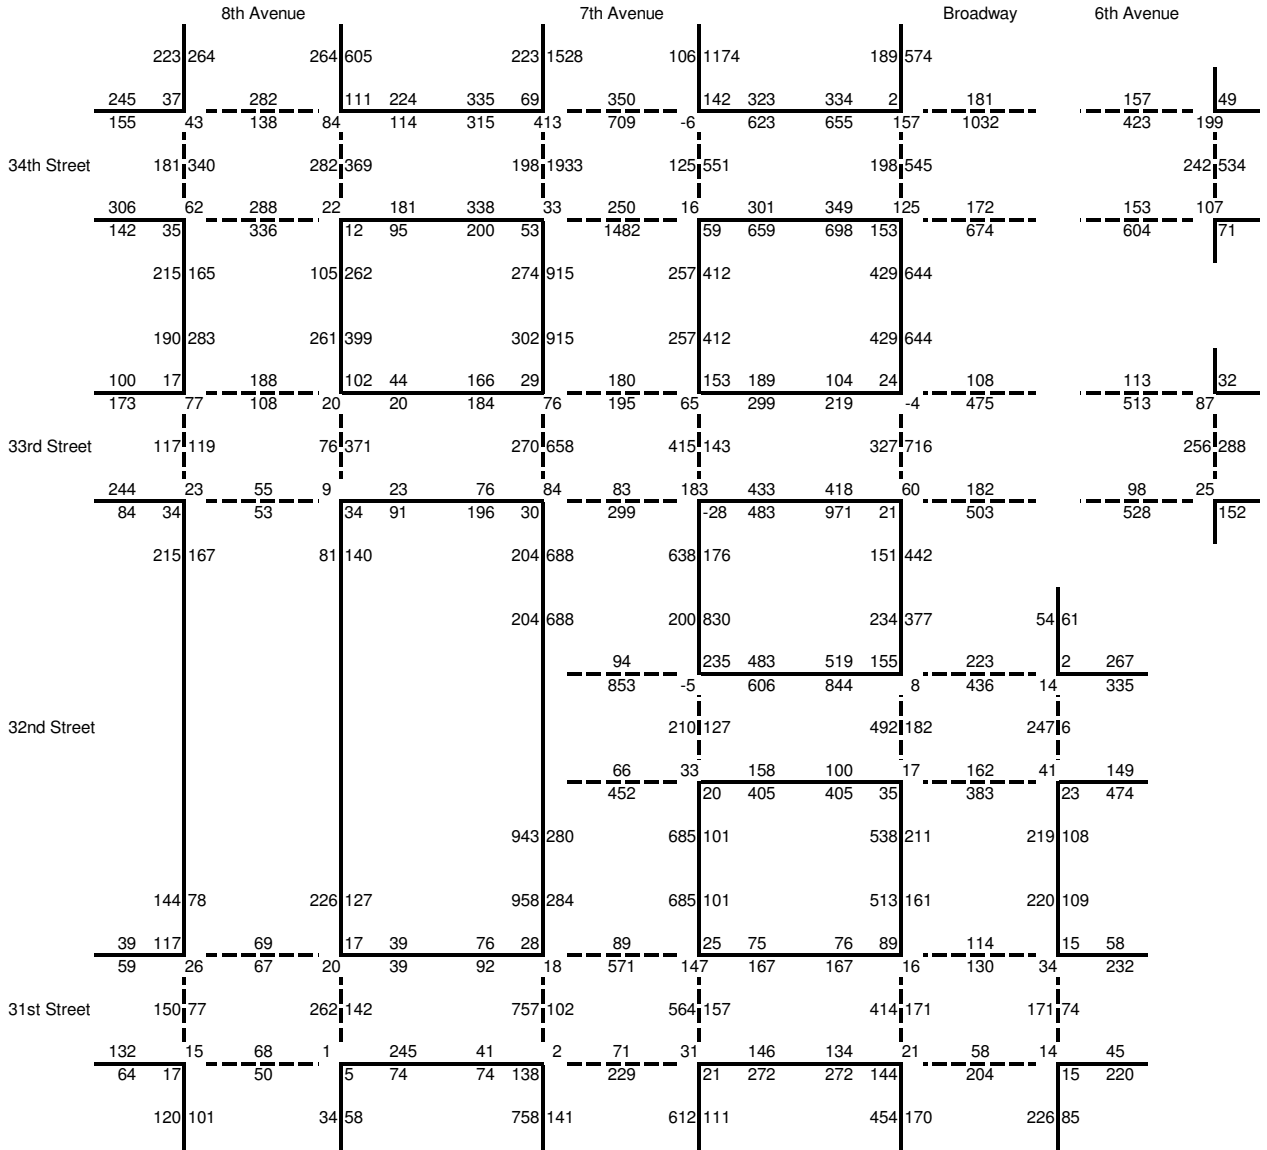 8th Avenue 7th Avenue Broadway 6th Avenue
223 264 264 605 223 1528 106 1174 189 574
245 37 282 111 224 335 69 350 142 323 334 2 181 157 49
155 43 138 84 114 315 413 709 -6 623 655 157 1032 423 199
34th Street 181 340 282 369 198 1933 125 551 198 545 242 534
306 62 288 22 181 338 33 250 16 301 349 125 172 153 107
142 35 336 12 95 200 53 1482 59 659 698 153 674 604 71
215 165 105 262 274 915 257 412 429 644
190 283 261 399 302 915 257 412 429 644
100 17 188 102 44 166 29 180 153 189 104 24 108 113 32
173 77 108 20 20 184 76 195 65 299 219 -4 475 513 87
33rd Street 117 119 76 371 270 658 415 143 327 716 256 288
244 23 55 9 23 76 84 83 183 433 418 60 182 98 25
84 34 53 34 91 196 30 299 -28 483 971 21 503 528 152
215 167 81 140 204 688 638 176 151 442
204 688 200 830 234 377 54 61
94 235 483 519 155 223 2 267
853 -5 606 844 8 436 14 335
32nd Street 210 127 492 182 247 6
66 33 158 100 17 162 41 149
452 20 405 405 35 383 23 474
943 280 685 101 538 211 219 108
144 78 226 127 958 284 685 101 513 161 220 109
39 117 69 17 39 76 28 89 25 75 76 89 114 15 58
59 26 67 20 39 92 18 571 147 167 167 16 130 34 232
31st Street 150 77 262 142 757 102 564 157 414 171 171 74
132 15 68 1 245 41 2 71 31 146 134 21 58 14 45
64 17 50 5 74 74 138 229 21 272 272 144 204 15 220
120 101 34 58 758 141 612 111 454 170 226 85